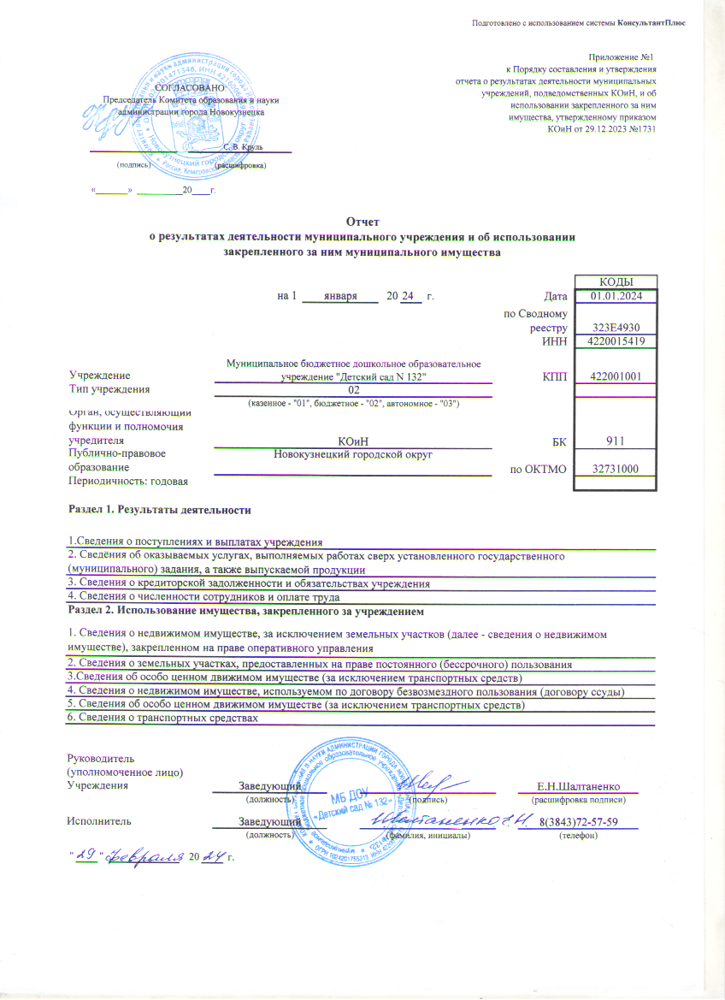 Подготовлено с использованием системы КонсультантПлюс
Приложение №1
к Порядку составления и утверждения
отчета о результатах деятельности муниципальных
учреждений, подведомственных КОиН, и об
использовании закрепленного за ним
имущества, утвержденному приказом
КОиН от 29.12.2023 №1731
СОГЛАСОВАНО:
Председатель Комитета образования и науки
администрации города Новокузнецка
С.В. Круль
(подпись) (расшифровка)
«______» _________20____г.
Отчет
о результатах деятельности муниципального учреждения и об использовании
закрепленного за ним муниципального имущества
КОДЫ
на 1 января 20 24 г. Дата 01.01.2024
по Сводному
реестру 323Е4930
ИНН 4220015419
Муниципальное бюджетное дошкольное образовательное
Учреждение учреждение "Детский сад N 132" КПП 422001001
Тип учреждения 02
(казенное - "01", бюджетное - "02", автономное - "03")
Орган, осуществляющий
функции и полномочия
учредителя КОиН БК 911
Публично-правовое Новокузнецкий городской округ
образование по ОКТМО 32731000
Периодичность: годовая
Раздел 1. Результаты деятельности
1.Сведения о поступлениях и выплатах учреждения
2. Сведения об оказываемых услугах, выполняемых работах сверх установленного государственного
(муниципального) задания, а также выпускаемой продукции
3. Сведения о кредиторской задолженности и обязательствах учреждения
4. Сведения о численности сотрудников и оплате труда
Раздел 2. Использование имущества, закрепленного за учреждением
1. Сведения о недвижимом имуществе, за исключением земельных участков (далее - сведения о недвижимом
имуществе), закрепленном на праве оперативного управления
2. Сведения о земельных участках, предоставленных на праве постоянного (бессрочного) пользования
3.Сведения об особо ценном движимом имуществе (за исключением транспортных средств)
4. Сведения о недвижимом имуществе, используемом по договору безвозмездного пользования (договору ссуды)
5. Сведения об особо ценном движимом имуществе (за исключением транспортных средств)
6. Сведения о транспортных средствах
Руководитель
(уполномоченное лицо)
Учреждения Заведующий Е.Н.Шалтаненко
(должность) (подпись) (расшифровка подписи)
МБ ДОУ
«Детский сад № 132»
Исполнитель Заведующий Шалтаненко Е.Н 8(3843)72-57-59
(должность) (фамилия, инициалы) (телефон)
" 29 " февраля 20 24 г.